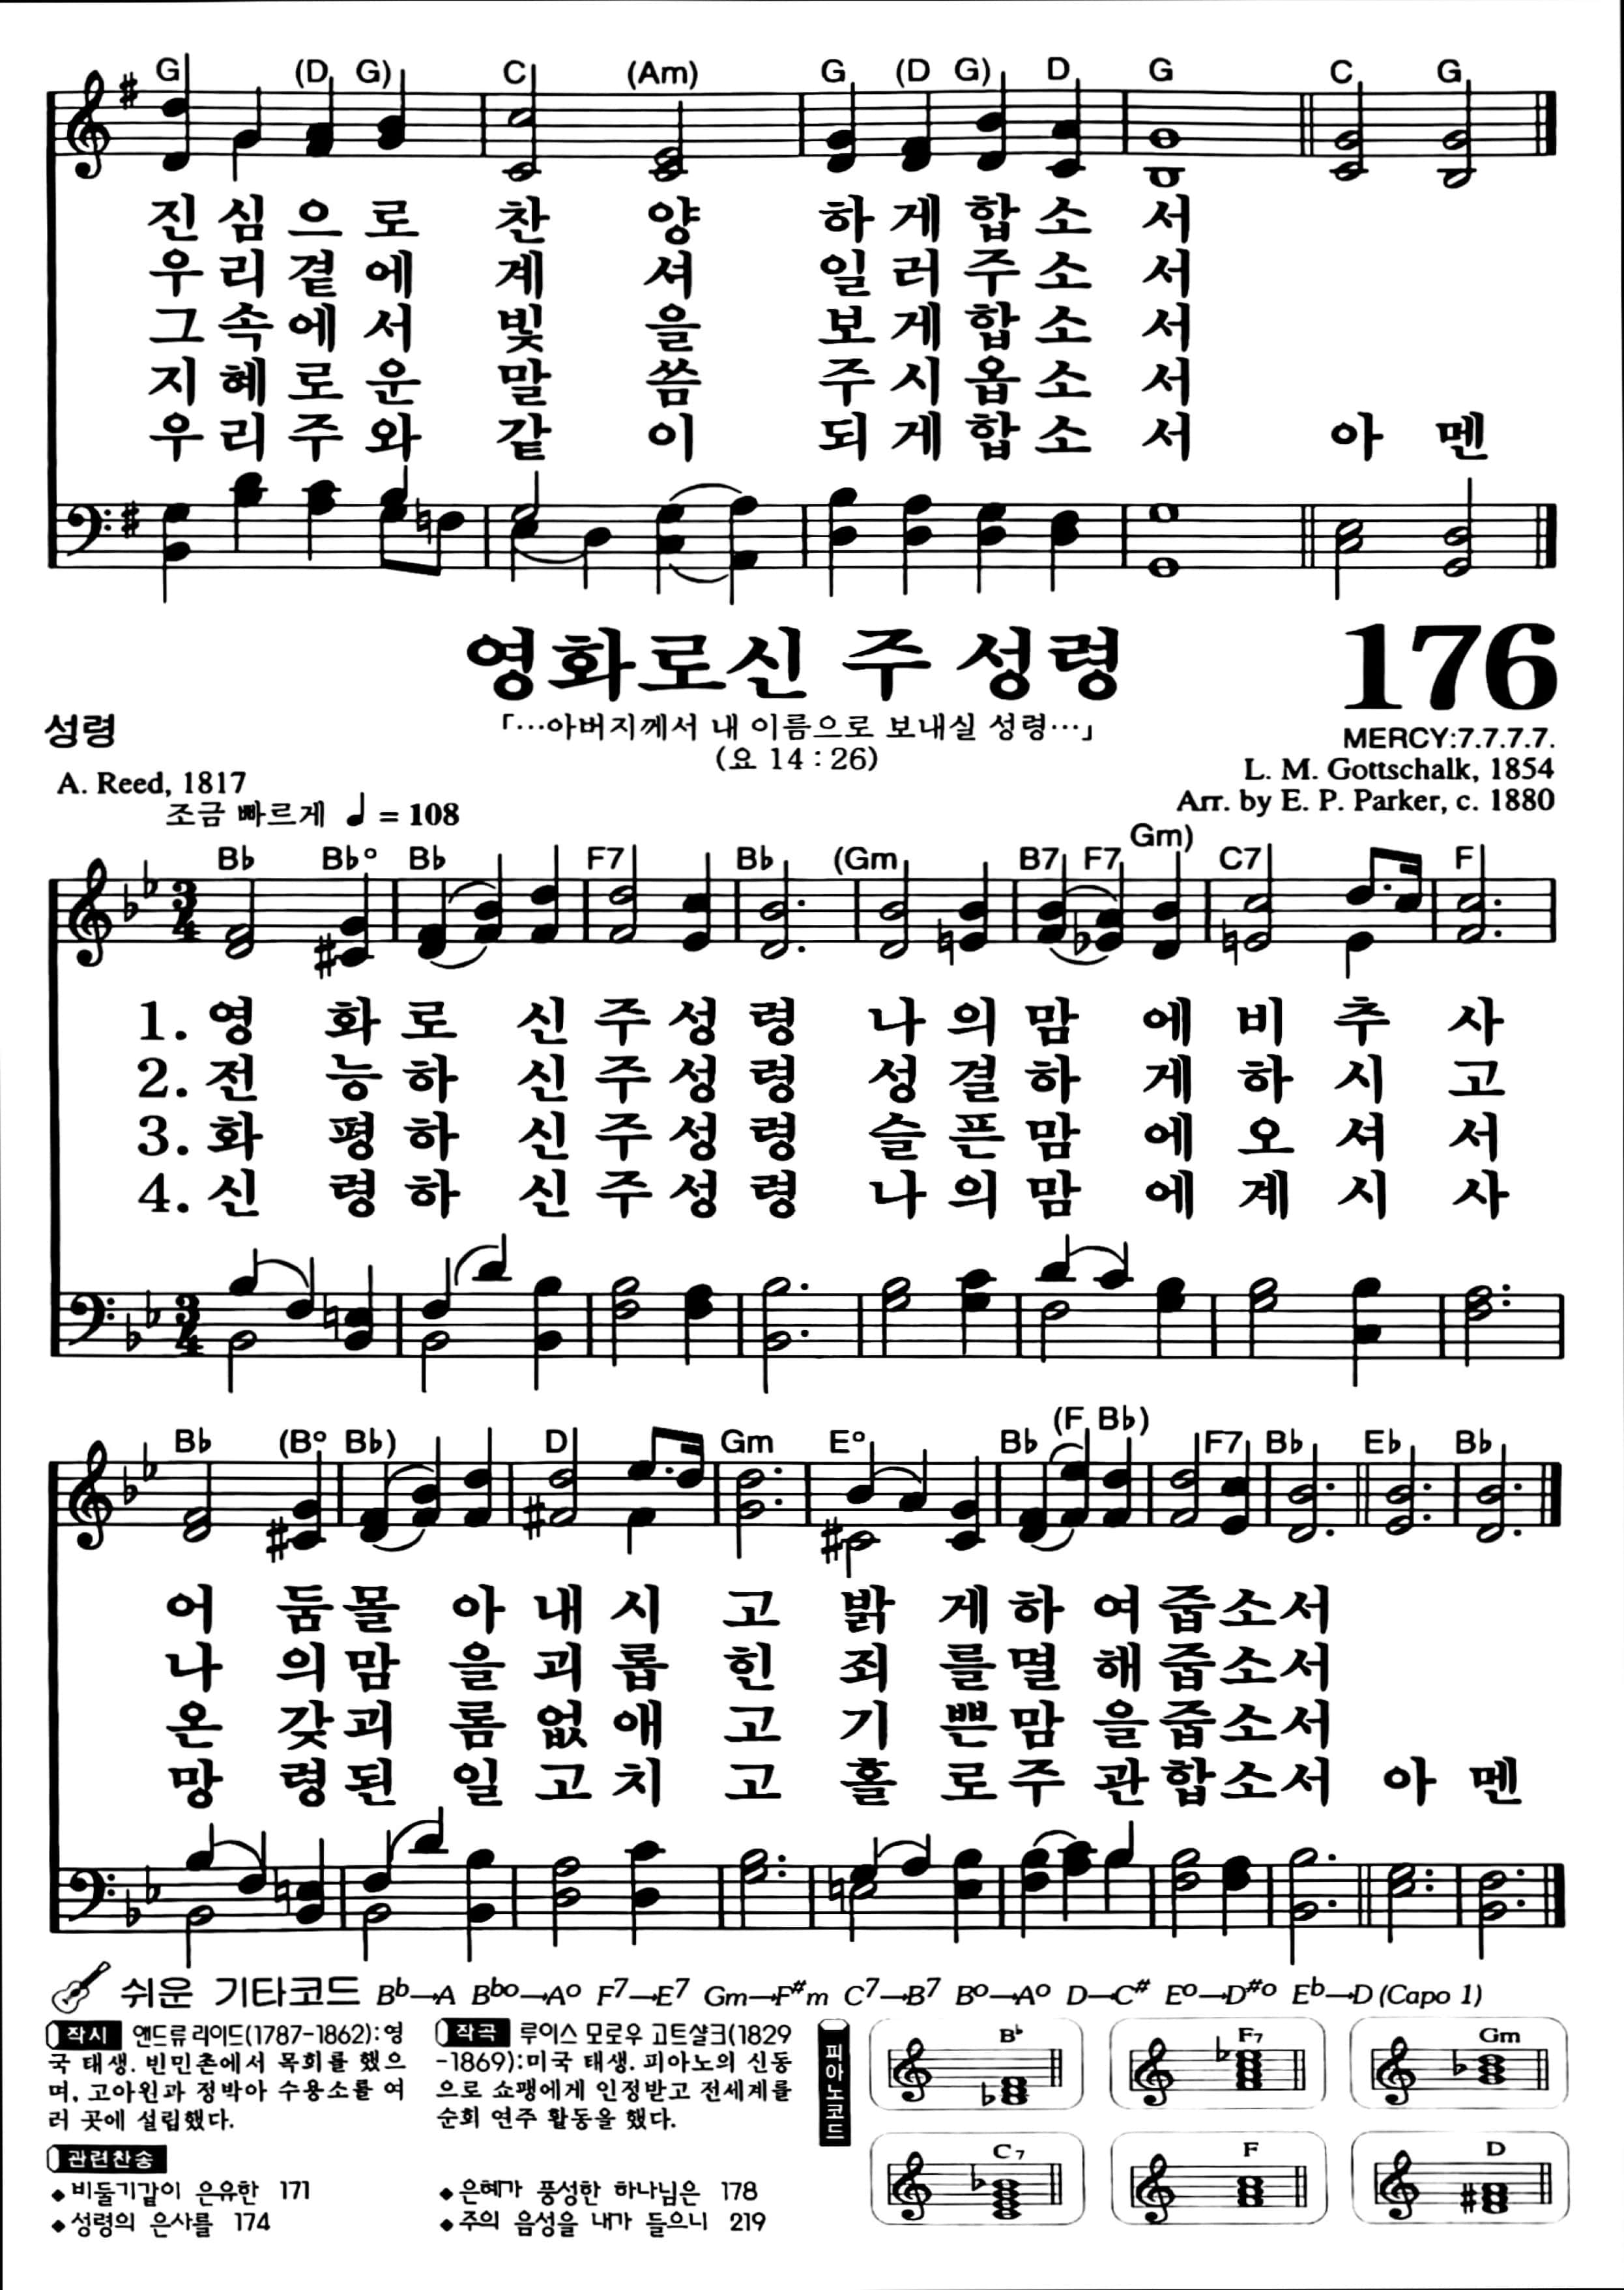 G (D G) C (Am) G (D G) D G C G
진심으로 찬양 하게합소서
우리곁에 계셔 일러주소서
그속에서 빛을 보게합소서
지혜로운 말씀 주시옵소서
우리주와 같이 되게합소서 아멘
영화로신 주 성령 176
「…아버지께서 내 이름으로 보내실 성령…」
(요 14 : 26)
성령
A. Reed, 1817
MERCY:7.7.7.7.
L. M. Gottschalk, 1854
Arr. by E. P. Parker, c. 1880
조금 빠르게 ♩ = 108
B♭ B♭° B♭ F7 B♭ (Gm B7 F7 Gm) C7 F
3/4
1. 영화로신주성령 나의맘에비추사
2. 전능하신주성령 성결하게하시고
3. 화평하신주성령 슬픈맘에오셔서
4. 신령하신주성령 나의맘에계시사
3/4
B♭ (B° B♭) D Gm E° B♭ (F B♭) F7 B♭ E♭ B♭
어둠몰아내시고 밝게하여줍소서
나의맘을괴롭힌 죄를멸해줍소서
온갖괴롬없애고 기쁜맘을줍소서
망령된일고치고 홀로주관합소서 아멘
쉬운 기타코드 B♭→A B♭°→A° F7→E7 Gm→F#m C7→B7 B°→A° D→C# E°→D#° E♭→D (Capo 1)
작시 앤드류 리이드(1787-1862):영
국 태생. 빈민촌에서 목회를 했으
며, 고아원과 정박아 수용소를 여
러 곳에 설립했다.
작곡 루이스 모로우 고트샬크(1829
-1869):미국 태생. 피아노의 신동
으로 쇼팽에게 인정받고 전세계를
순회 연주 활동을 했다.
관련찬송
◆비둘기같이 은유한 171
◆성령의 은사를 174
◆은혜가 풍성한 하나님은 178
◆주의 음성을 내가 들으니 219
피아노코드
B♭ F7 Gm
C7 F D